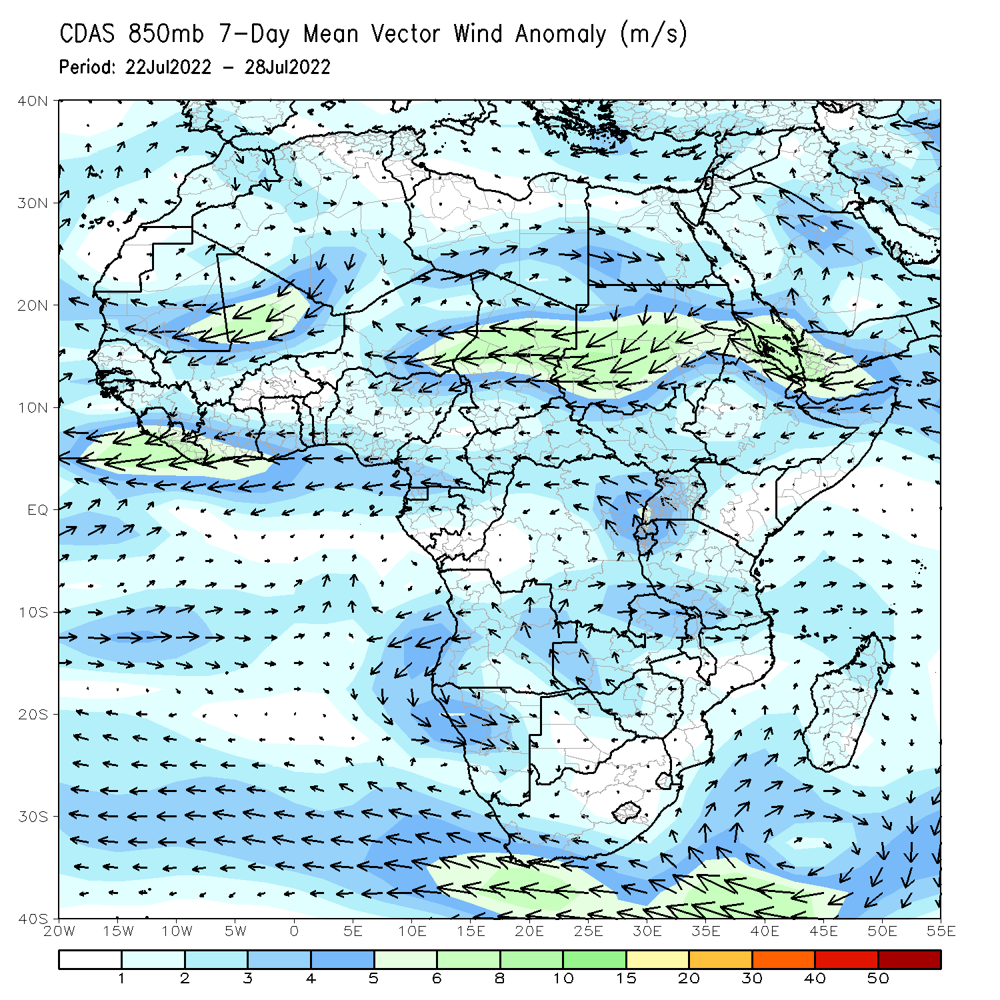 CDAS 850mb 7-Day Mean Vector Wind Anomaly (m/s)
Period: 22Jul2022 - 28Jul2022
40N
30N
20N
10N
EQ
10S
20S
30S
40S
20W 15W 10W 5W 0 5E 10E 15E 20E 25E 30E 35E 40E 45E 50E 55E
1 2 3 4 5 6 8 10 15 20 30 40 50